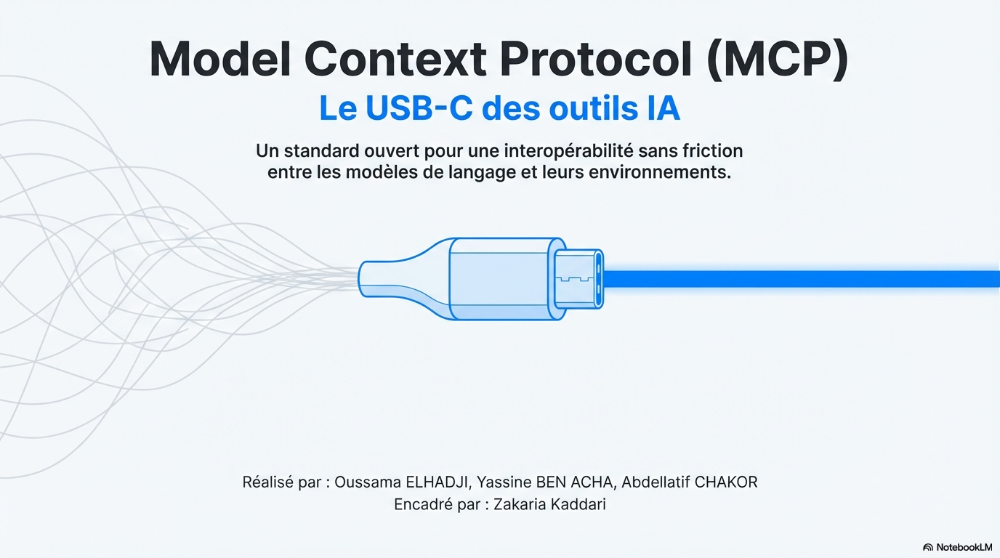 Model Context Protocol (MCP)
Le USB-C des outils IA
Un standard ouvert pour une interopérabilité sans friction
entre les modèles de langage et leurs environnements.
Réalisé par : Oussama ELHADJI, Yassine BEN ACHA, Abdellatif CHAKOR
Encadré par : Zakaria Kaddari
NotebookLM